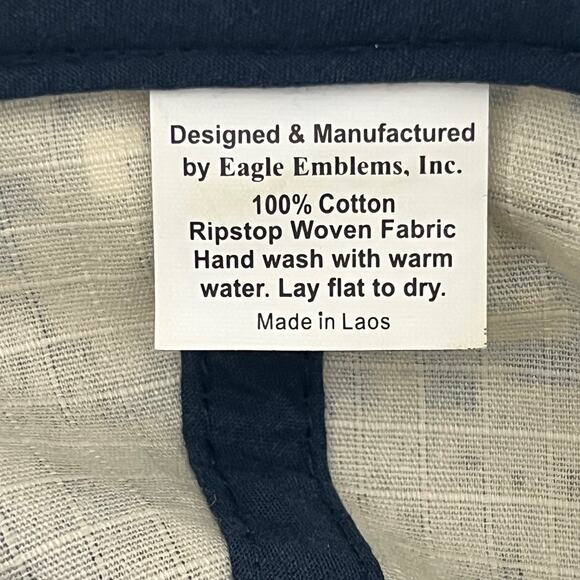 Designed & Manufactured
by Eagle Emblems, Inc.
100% Cotton
Ripstop Woven Fabric
Hand wash with warm
water. Lay flat to dry.
Made in Laos